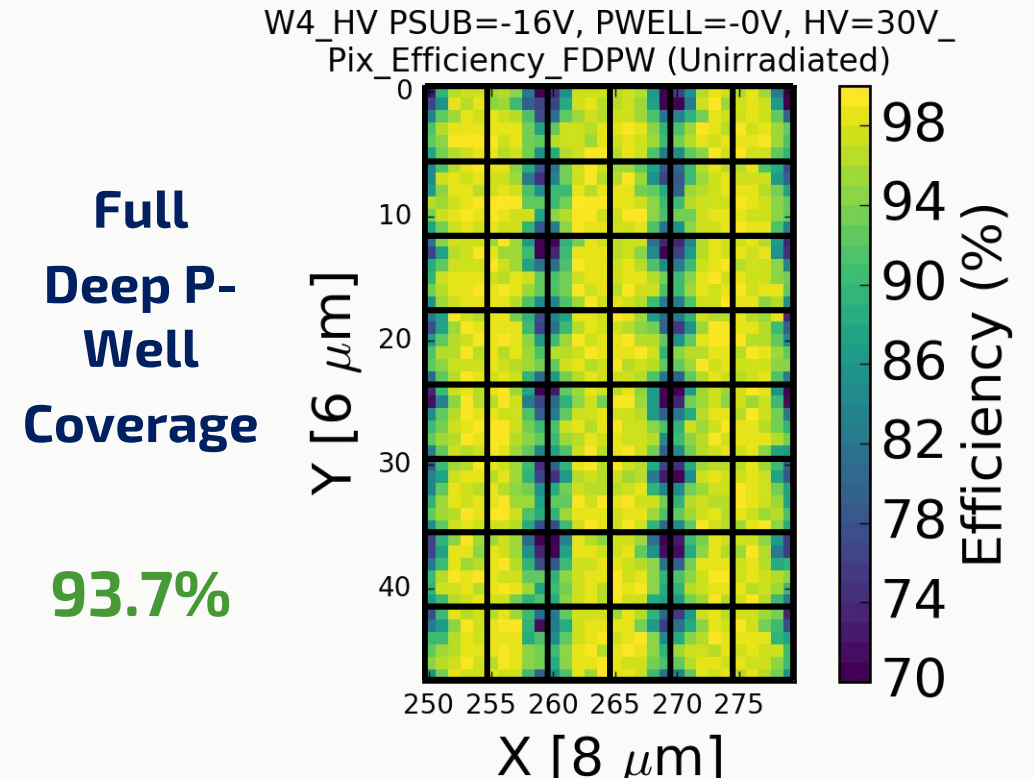 W4_HV PSUB=-16V, PWELL=-0V, HV=30V_
Pix_Efficiency_FDPW (Unirradiated)
Full
Deep P-
Well
Coverage
93.7%
Y [6 μm]
0
10
20
30
40
250 255 260 265 270 275
X [8 μm]
98
94
90
86
82
78
74
70
Efficiency (%)